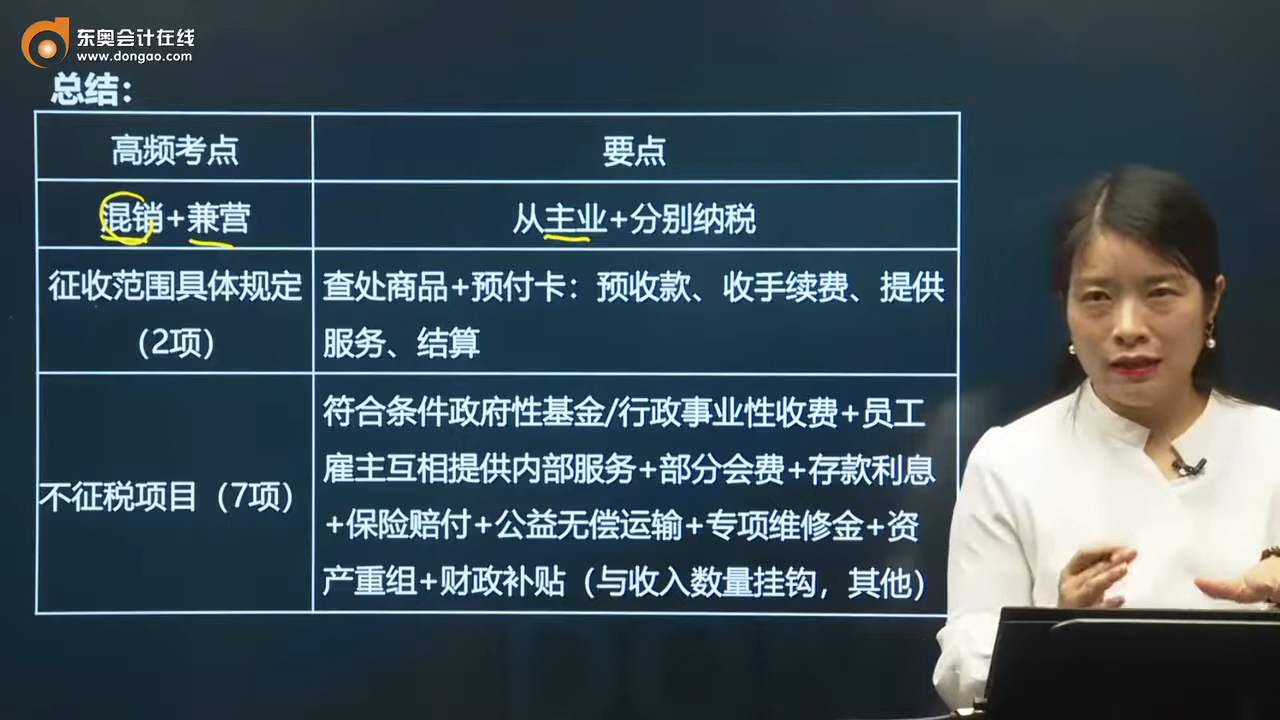 东奥会计在线
www.dongao.com
总结：
高频考点
要点
混销+兼营
从主业+分别纳税
征收范围具体规定
（2项）
查处商品+预付卡：预收款、收手续费、提供
服务、结算
不征税项目（7项）
符合条件政府性基金/行政事业性收费+员工
雇主互相提供内部服务+部分会费+存款利息
+保险赔付+公益无偿运输+专项维修金+资
产重组+财政补贴（与收入数量挂钩，其他）